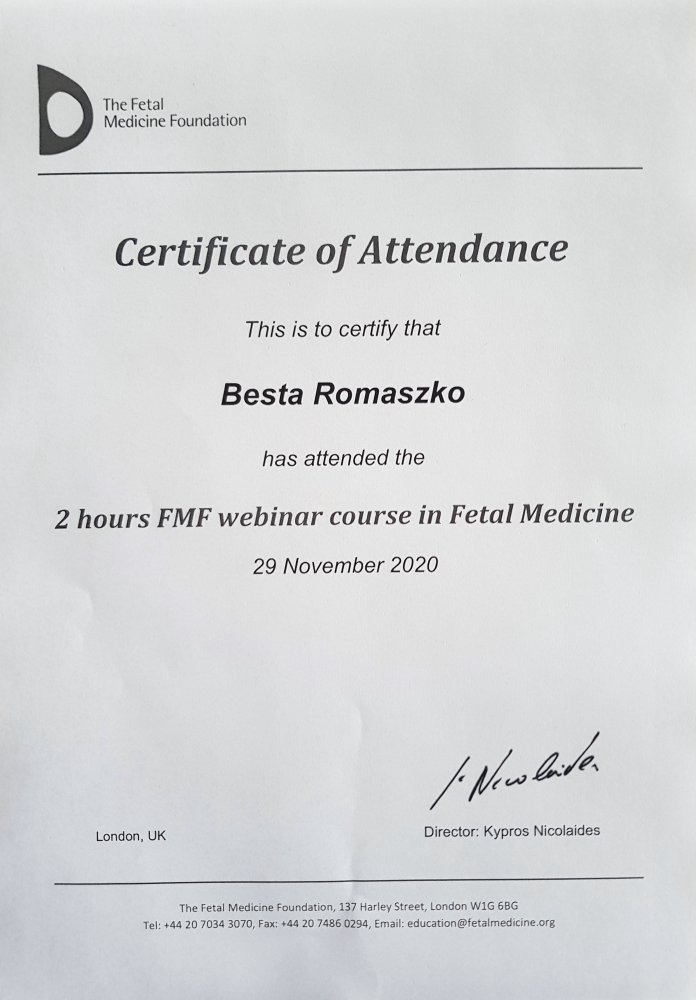 The Fetal
Medicine Foundation
Certificate of Attendance
This is to certify that
Besta Romaszko
has attended the
2 hours FMF webinar course in Fetal Medicine
29 November 2020
Nicolaides
London, UK
Director: Kypros Nicolaides
The Fetal Medicine Foundation, 137 Harley Street, London W1G 6BG
Tel: +44 20 7034 3070, Fax: +44 20 7486 0294, Email: education@fetalmedicine.org